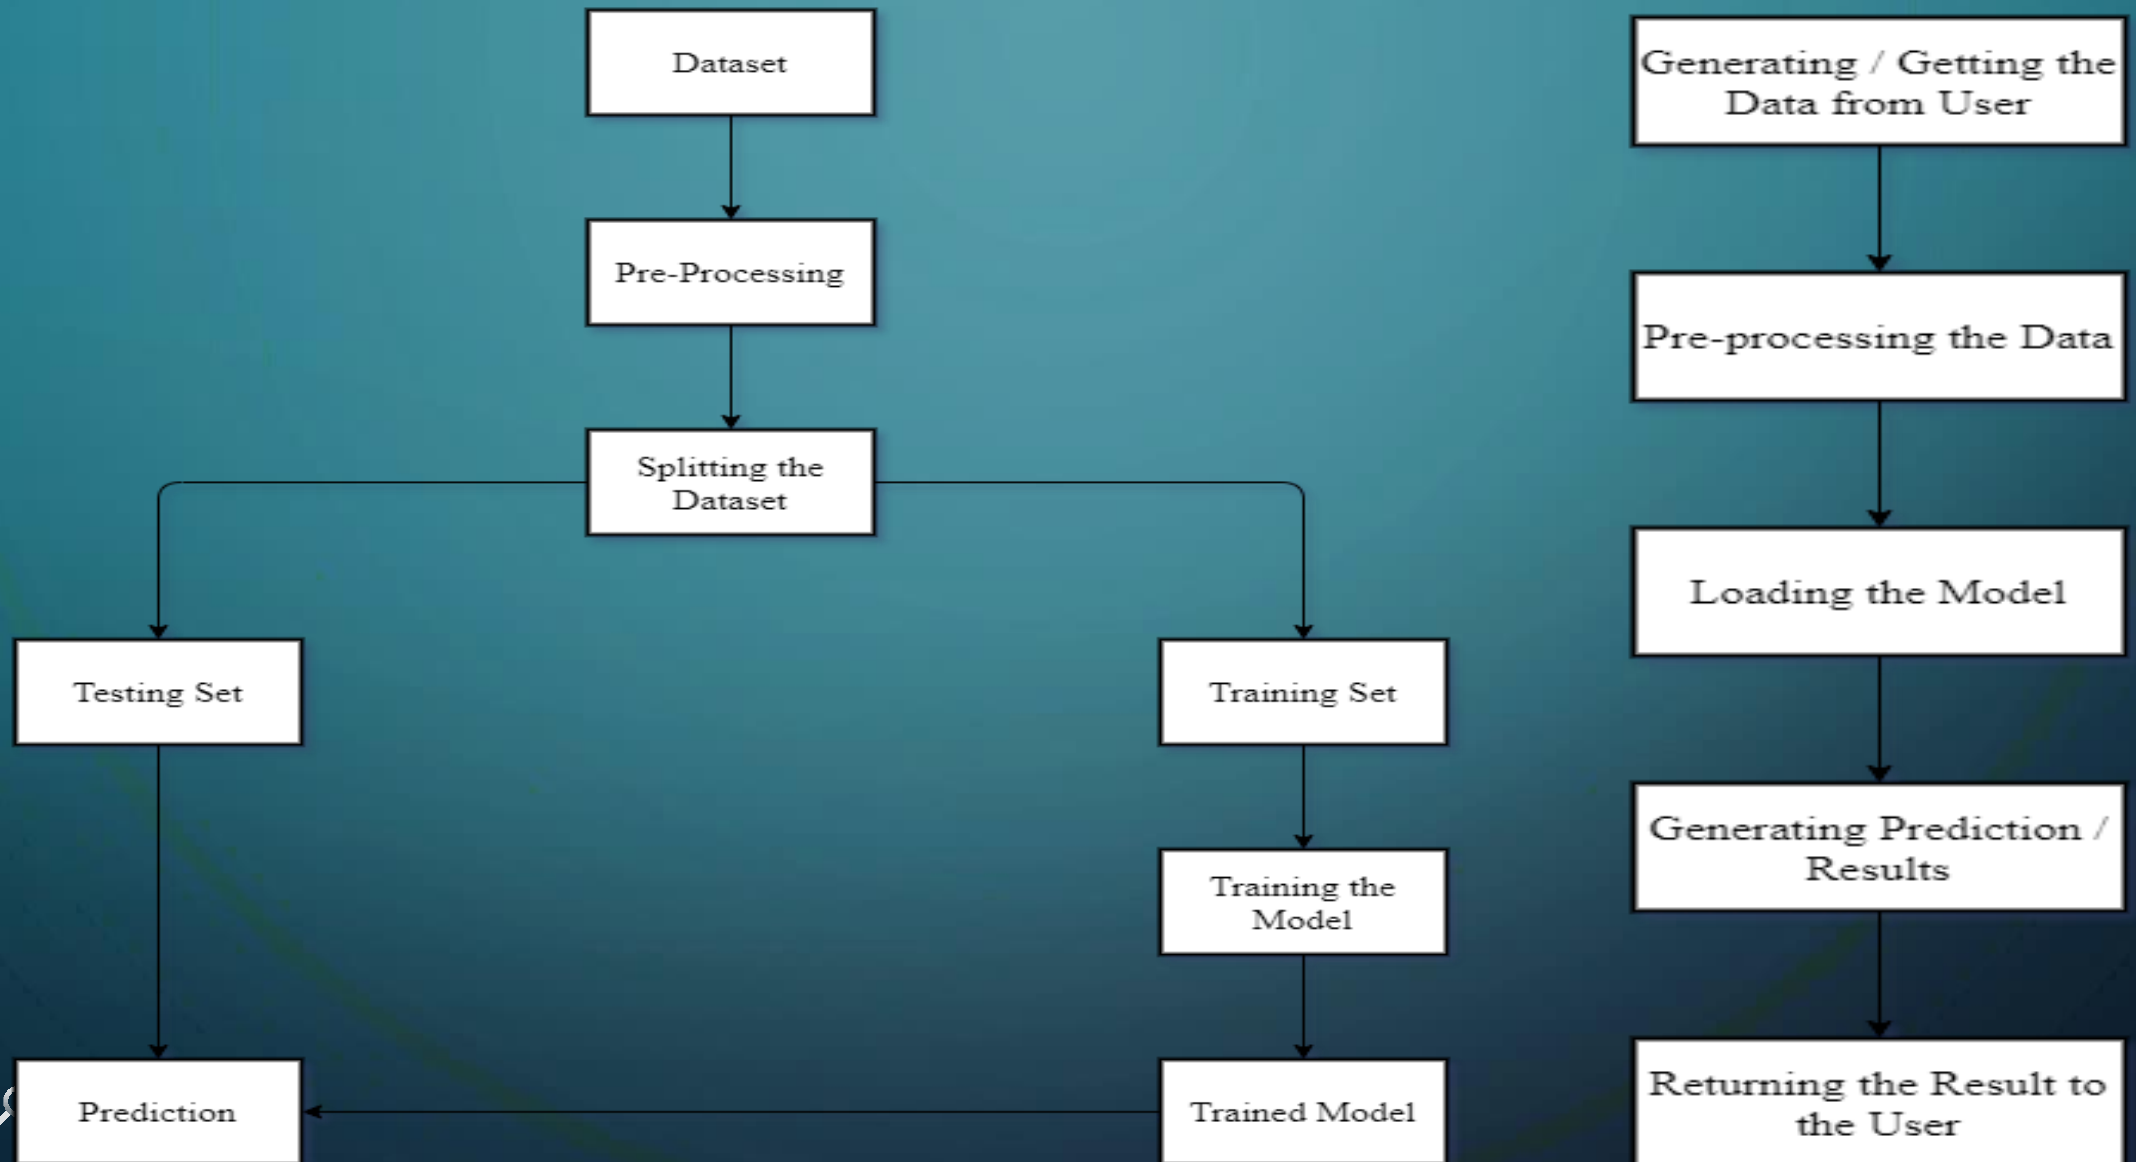 Dataset
Pre-Processing
Splitting the
Dataset
Testing Set
Training Set
Training the
Model
Prediction
Trained Model
Generating / Getting the
Data from User
Pre-processing the Data
Loading the Model
Generating Prediction /
Results
Returning the Result to
the User